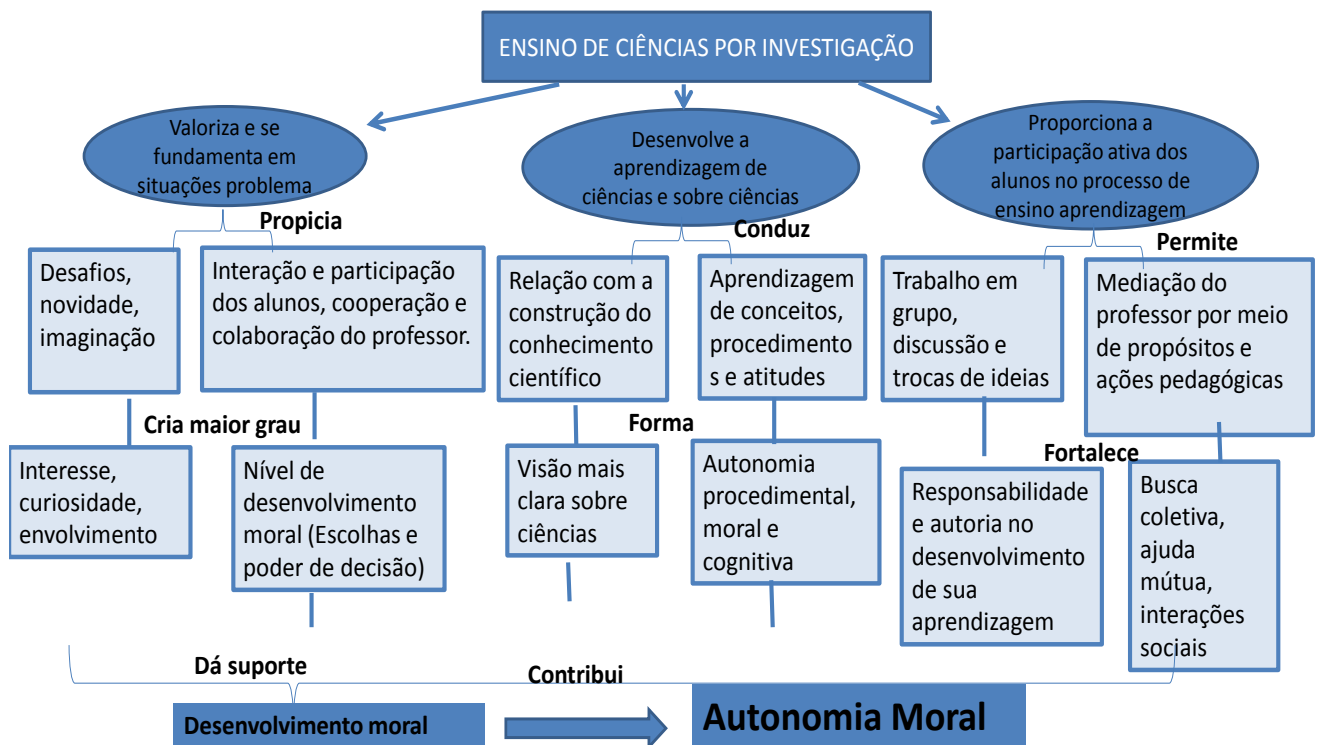 ENSINO DE CIÊNCIAS POR INVESTIGAÇÃO
Valoriza e se
fundamenta em
situações problema
Desenvolve a
aprendizagem de
ciências e sobre ciências
Proporciona a
participação ativa dos
alunos no processo de
ensino aprendizagem
Propicia
Conduz
Permite
Desafios,
novidade,
imaginação
Interação e participação
dos alunos, cooperação e
colaboração do professor.
Relação com a
construção do
conhecimento
científico
Aprendizagem
de conceitos,
procedimento
s e atitudes
Trabalho em
grupo,
discussão e
trocas de ideias
Mediação do
professor por meio
de propósitos e
ações pedagógicas
Cria maior grau
Forma
Fortalece
Interesse,
curiosidade,
envolvimento
Nível de
desenvolvimento
moral (Escolhas e
poder de decisão)
Visão mais
clara sobre
ciências
Autonomia
procedimental,
moral e
cognitiva
Responsabilidade
e autoria no
desenvolvimento
de sua
aprendizagem
Busca
coletiva,
ajuda
mútua,
interações
sociais
Dá suporte
Contribui
Desenvolvimento moral
Autonomia Moral